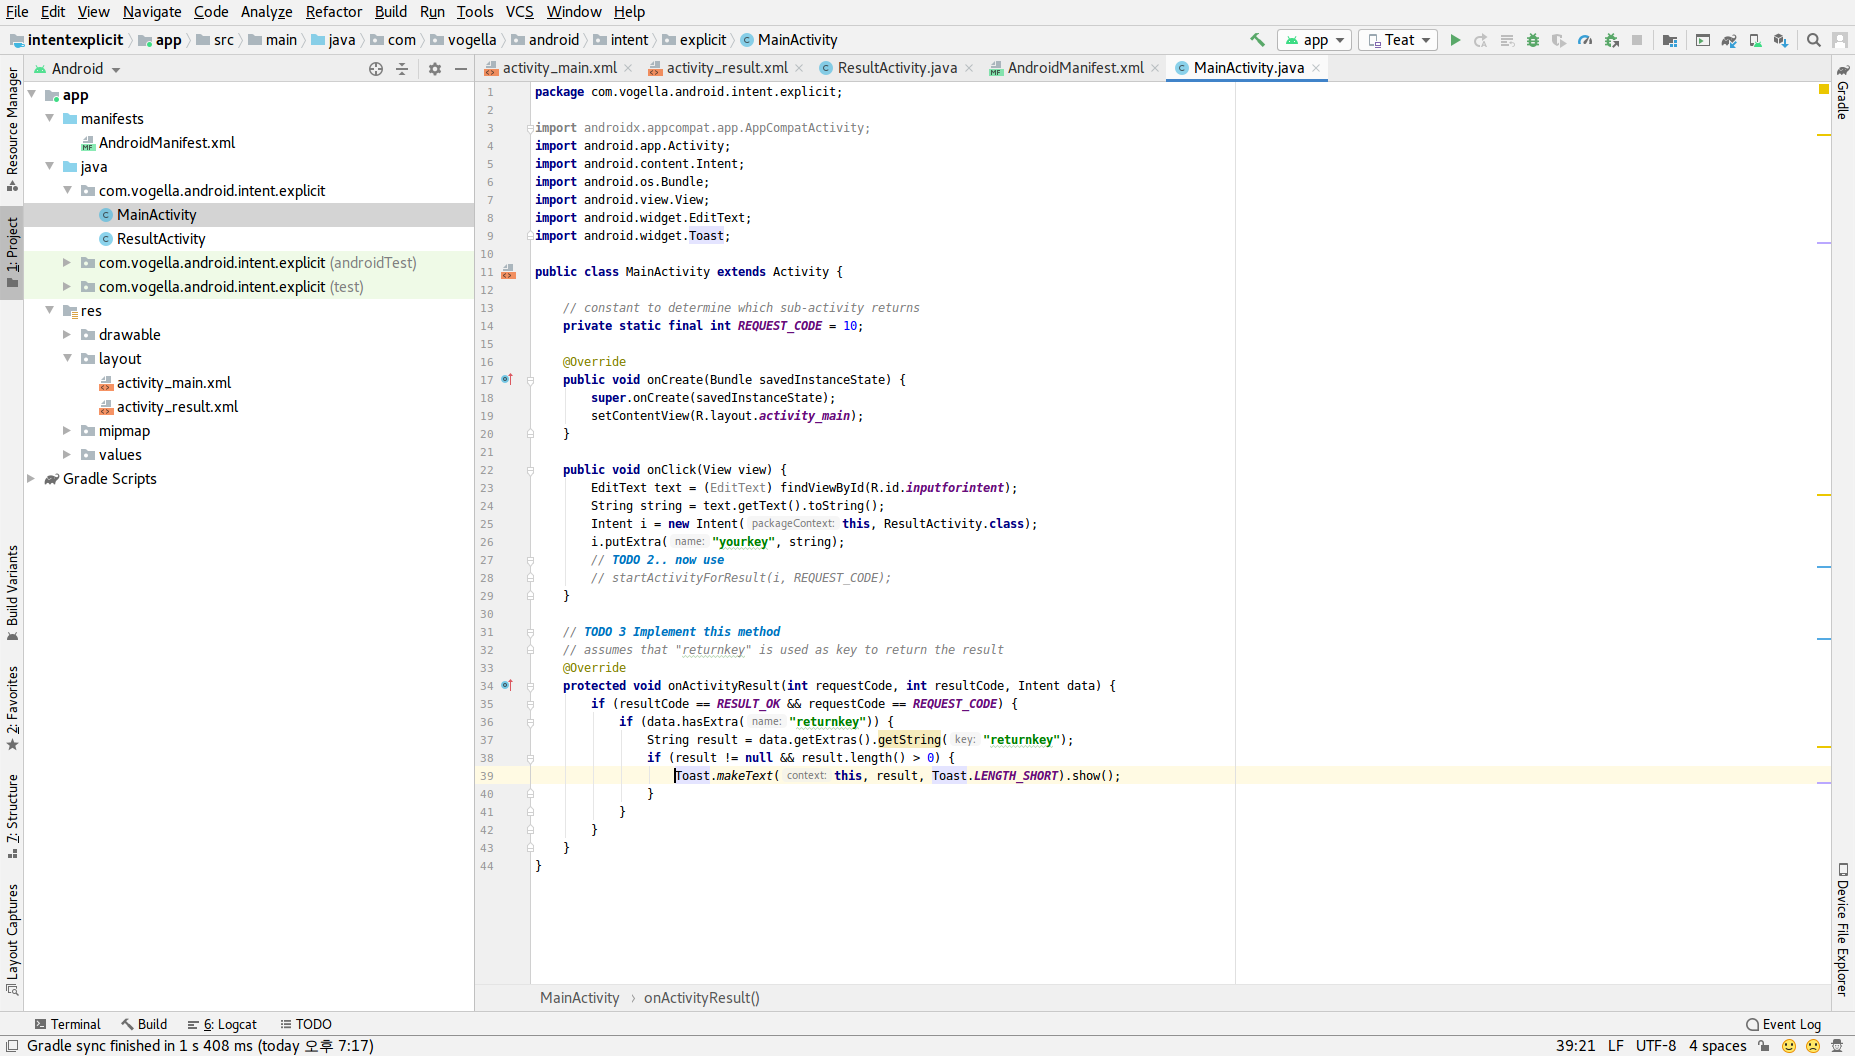 File Edit View Navigate Code Analyze Refactor Build Run Tools VCS Window Help
intentexplicit app src main java com vogella android intent explicit MainActivity app Teat
Android
activity_main.xml activity_result.xml ResultActivity.java AndroidManifest.xml MainActivity.java
Resource Manager
1: Project
Build Variants
2: Favorites
7: Structure
Layout Captures
app
manifests
AndroidManifest.xml
java
com.vogella.android.intent.explicit
MainActivity
ResultActivity
com.vogella.android.intent.explicit (androidTest)
com.vogella.android.intent.explicit (test)
res
drawable
layout
activity_main.xml
activity_result.xml
mipmap
values
Gradle Scripts
1 package com.vogella.android.intent.explicit;
2
3 import androidx.appcompat.app.AppCompatActivity;
4 import android.app.Activity;
5 import android.content.Intent;
6 import android.os.Bundle;
7 import android.view.View;
8 import android.widget.EditText;
9 import android.widget.Toast;
10
11 public class MainActivity extends Activity {
12
13 // constant to determine which sub-activity returns
14 private static final int REQUEST_CODE = 10;
15
16 @Override
17 public void onCreate(Bundle savedInstanceState) {
18 super.onCreate(savedInstanceState);
19 setContentView(R.layout.activity_main);
20 }
21
22 public void onClick(View view) {
23 EditText text = (EditText) findViewById(R.id.inputforintent);
24 String string = text.getText().toString();
25 Intent i = new Intent( packageContext: this, ResultActivity.class);
26 i.putExtra( name: "yourkey", string);
27 // TODO 2.. now use
28 // startActivityForResult(i, REQUEST_CODE);
29 }
30
31 // TODO 3 Implement this method
32 // assumes that "returnkey" is used as key to return the result
33 @Override
34 protected void onActivityResult(int requestCode, int resultCode, Intent data) {
35 if (resultCode == RESULT_OK && requestCode == REQUEST_CODE) {
36 if (data.hasExtra( name: "returnkey")) {
37 String result = data.getExtras().getString( key: "returnkey");
38 if (result != null && result.length() > 0) {
39 Toast.makeText( context: this, result, Toast.LENGTH_SHORT).show();
40 }
41 }
42 }
43 }
44 }
Gradle
Device File Explorer
MainActivity › onActivityResult()
Terminal Build 6: Logcat TODO Event Log
Gradle sync finished in 1 s 408 ms (today 오후 7:17) 39:21 LF UTF-8 4 spaces